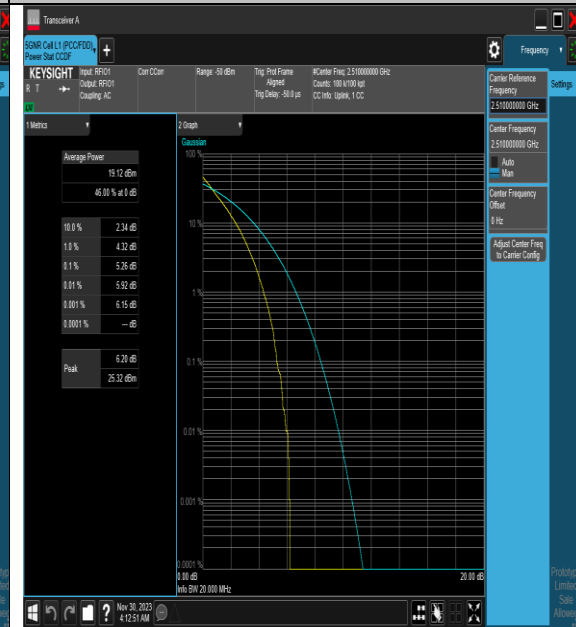 Transceiver A
5GNR Cell L1 (PCC/FDD),
Power Stat CCDF
Frequency
KEYSIGHT
R T
LW
Input: RFIO1
Output: RFIO1
Coupling: AC
Corr CCorr
Range: -50 dBm
Trig: Prot Frame
Aligned
Trig Delay: -50.0 µs
#Center Freq: 2.510000000 GHz
Counts: 100 k/100 kpt
CC Info: Uplink, 1 CC
Carrier Reference
Frequency
2.510000000 GHz
Center Frequency
2.510000000 GHz
Auto
Man
Center Frequency
Offset
0 Hz
Adjust Center Freq
to Carrier Config
Settings
1 Metrics
Average Power
19.12 dBm
46.00 % at 0 dB
10.0 % 2.34 dB
1.0 % 4.32 dB
0.1 % 5.26 dB
0.01 % 5.92 dB
0.001 % 6.15 dB
0.0001 % --- dB
Peak
6.20 dB
25.32 dBm
2 Graph
Gaussian
100 %
10 %
1 %
0.1 %
0.01 %
0.001 %
0.0001 %
0.00 dB
20.00 dB
Info BW 20.000 MHz
Nov 30, 2023
4:12:51 AM
Limited
Sale